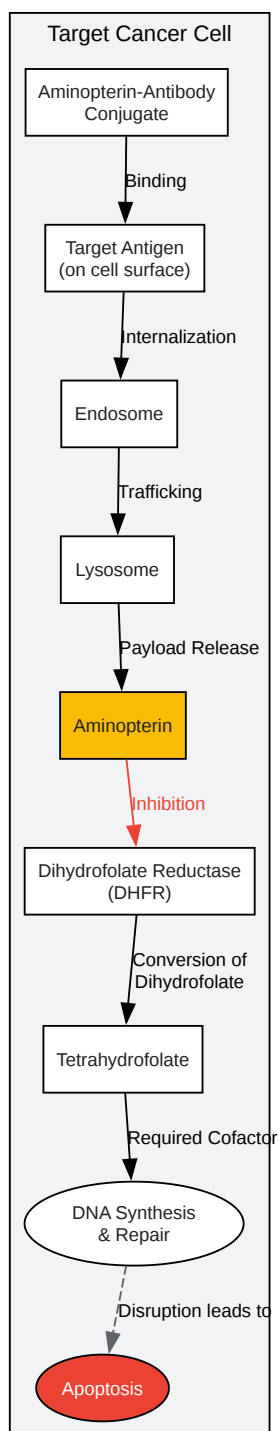 Target Cancer Cell
Aminopterin-Antibody
Conjugate
Binding
Target Antigen
(on cell surface)
Internalization
Endosome
Trafficking
Lysosome
Payload Release
Aminopterin
Inhibition
Dihydrofolate Reductase
(DHFR)
Conversion of
Dihydrofolate
Tetrahydrofolate
Required Cofactor
DNA Synthesis
& Repair
Disruption leads to
Apoptosis